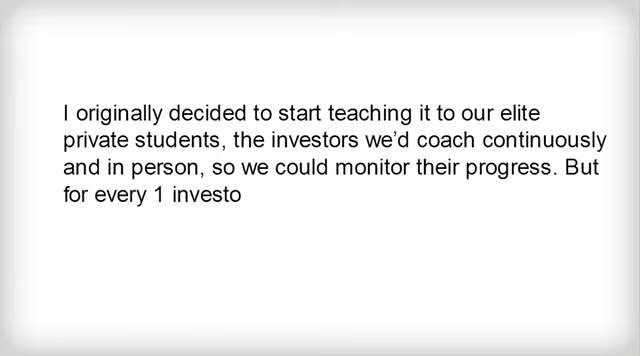 I originally decided to start teaching it to our elite
private students, the investors we’d coach continuously
and in person, so we could monitor their progress. But
for every 1 investo